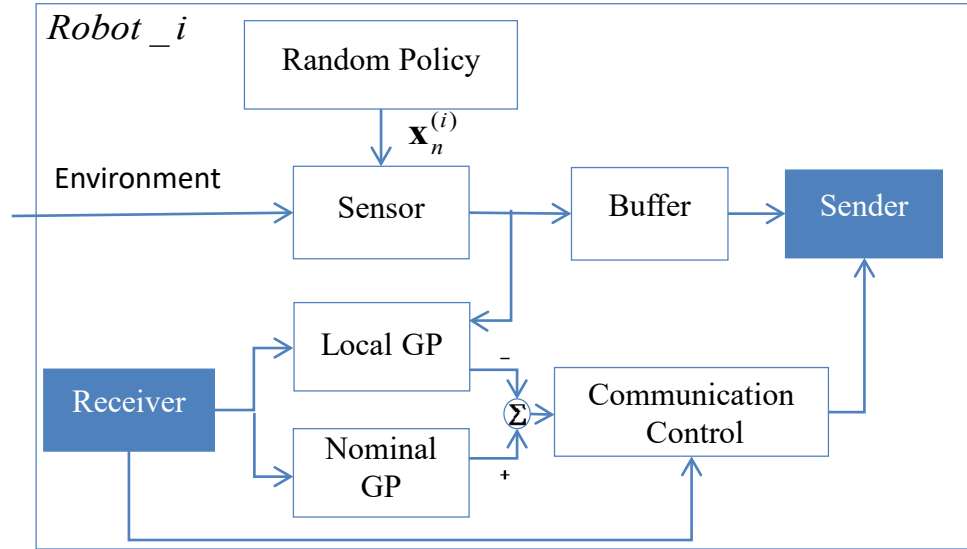 Robot _ i
Random Policy
x_n^{(i)}
Environment
Sensor
Buffer
Sender
Local GP
−
Receiver
Σ
Communication
Control
Nominal
GP
+